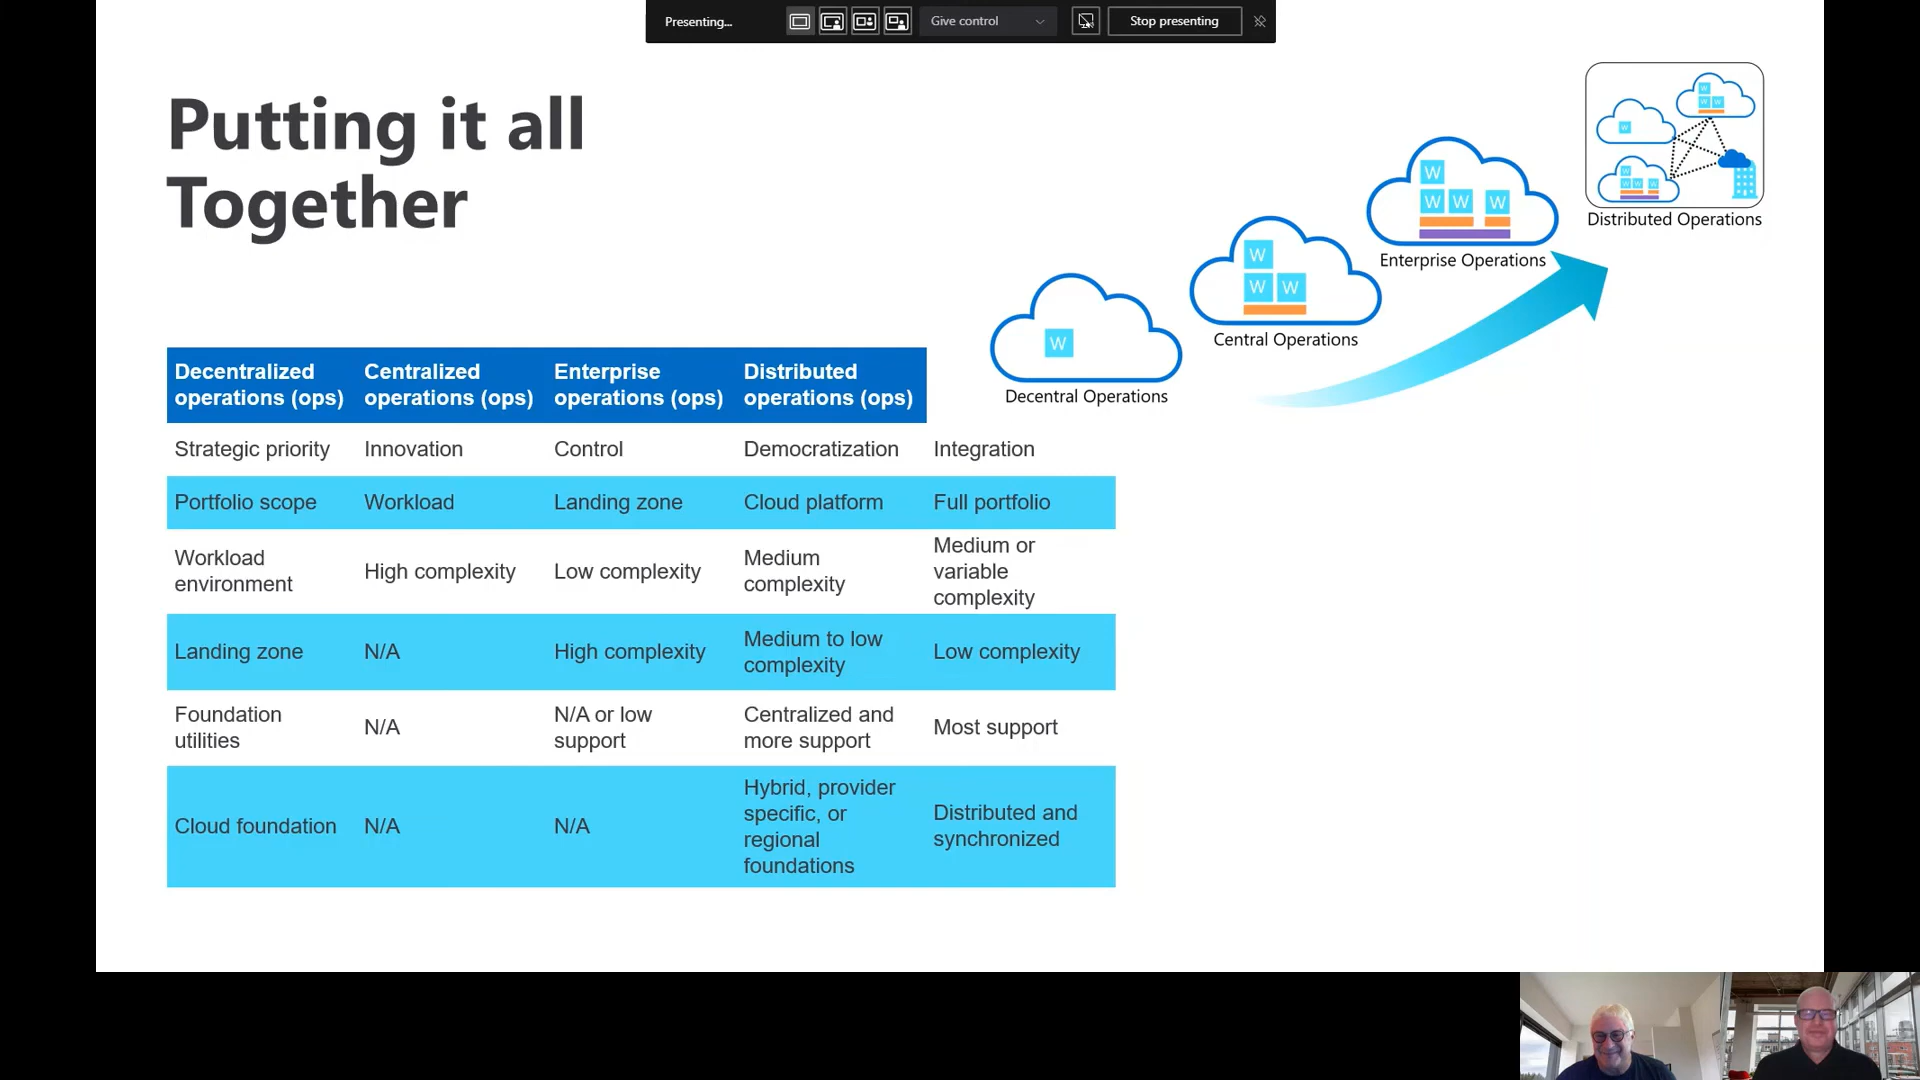 Presenting...
Give control
Stop presenting
Putting it all
Together
W
W W
W
W
W W W
W
W
W W
W
W W W
Distributed Operations
Enterprise Operations
Central Operations
Decentral Operations
Decentralized operations (ops) Centralized operations (ops) Enterprise operations (ops) Distributed operations (ops)
Strategic priority Innovation Control Democratization Integration
Portfolio scope Workload Landing zone Cloud platform Full portfolio
Workload environment High complexity Low complexity Medium complexity Medium or variable complexity
Landing zone N/A High complexity Medium to low complexity Low complexity
Foundation utilities N/A N/A or low support Centralized and more support Most support
Cloud foundation N/A N/A Hybrid, provider specific, or regional foundations Distributed and synchronized